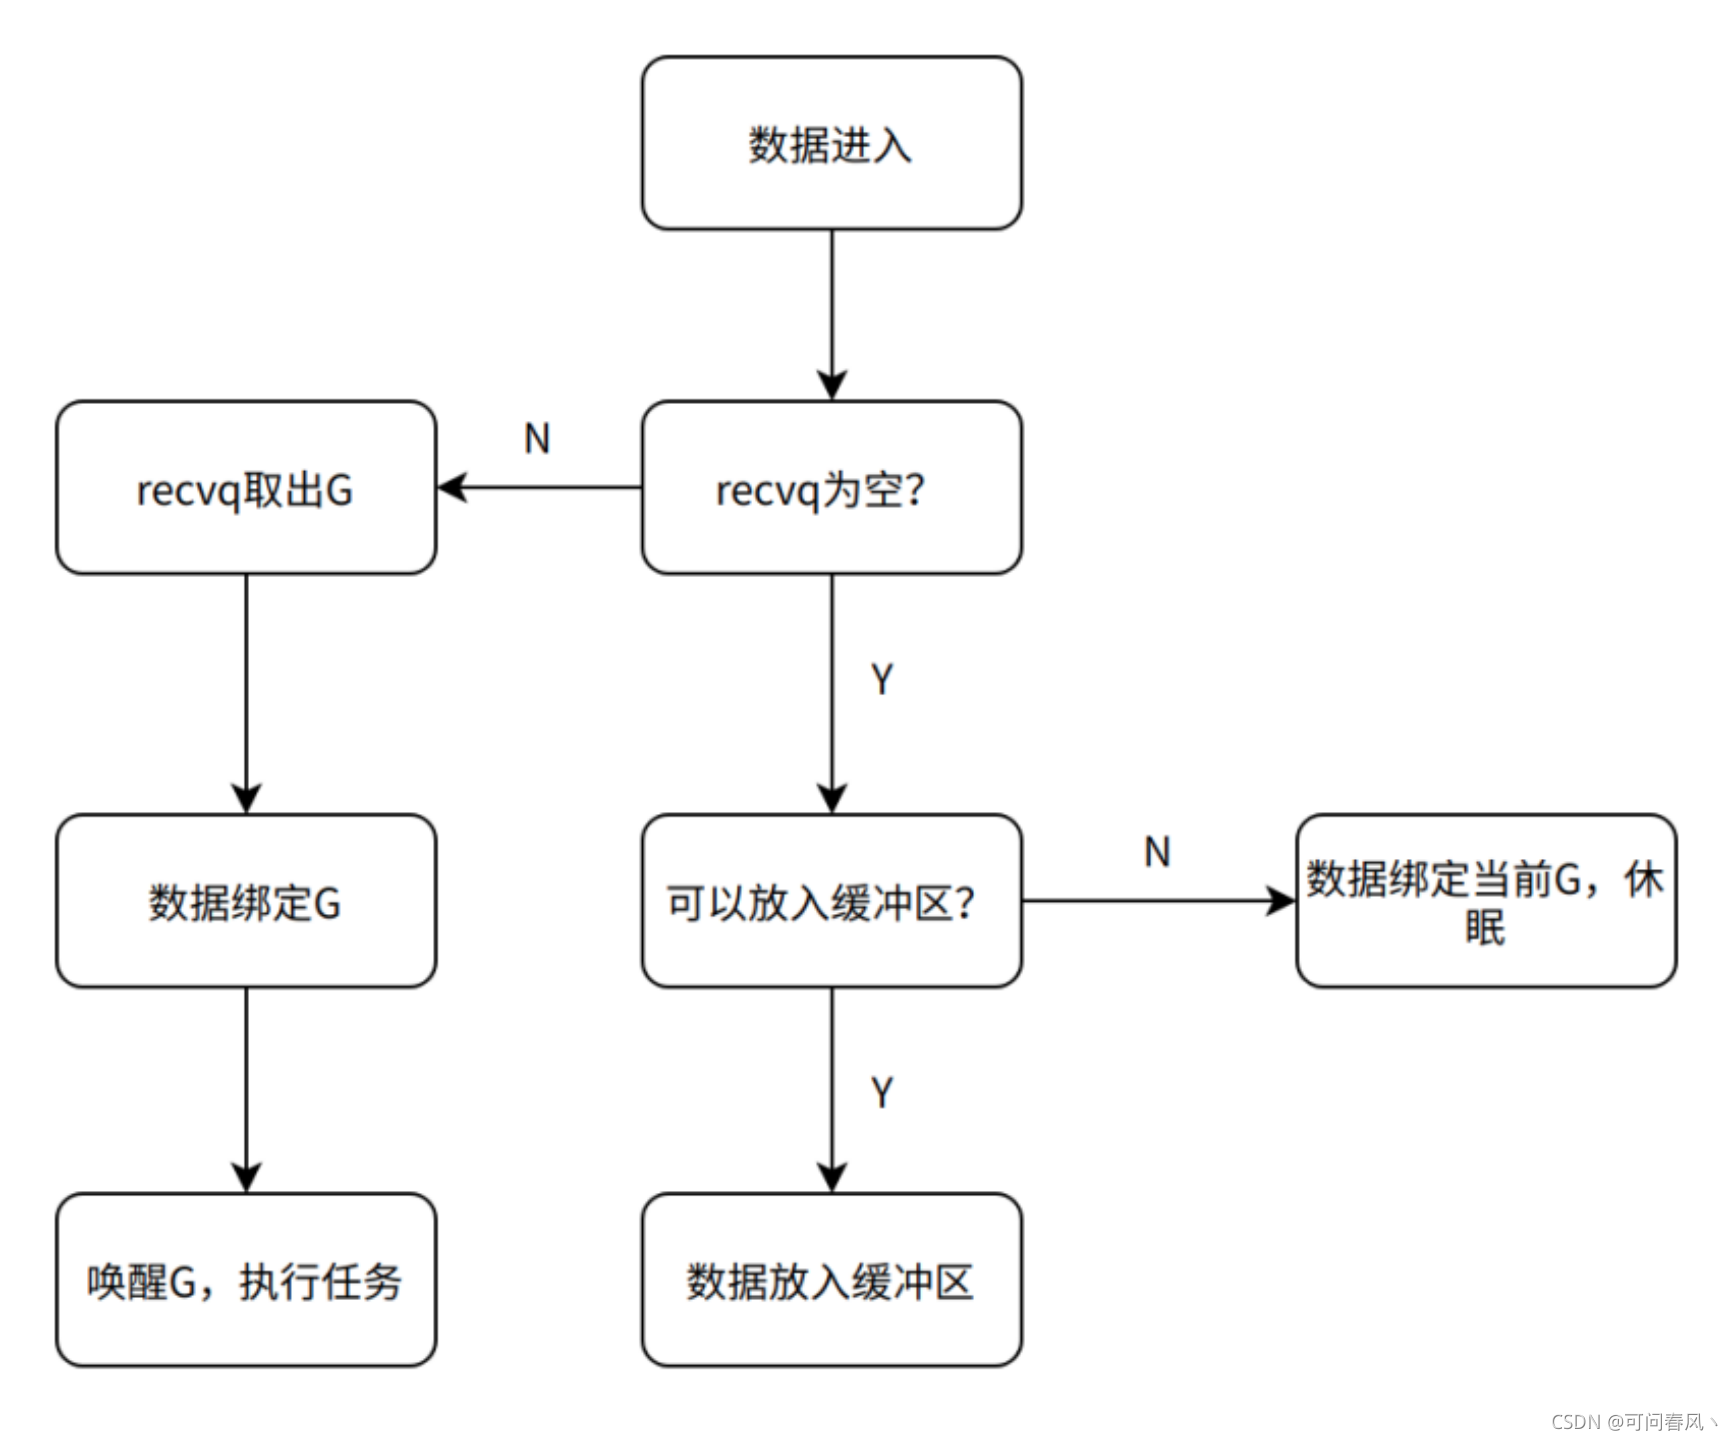 数据进入
recvq取出G
N
recvq为空?
Y
数据绑定G
可以放入缓冲区?
N
数据绑定当前G，休
眠
Y
唤醒G，执行任务
数据放入缓冲区
CSDN @可问春风丶